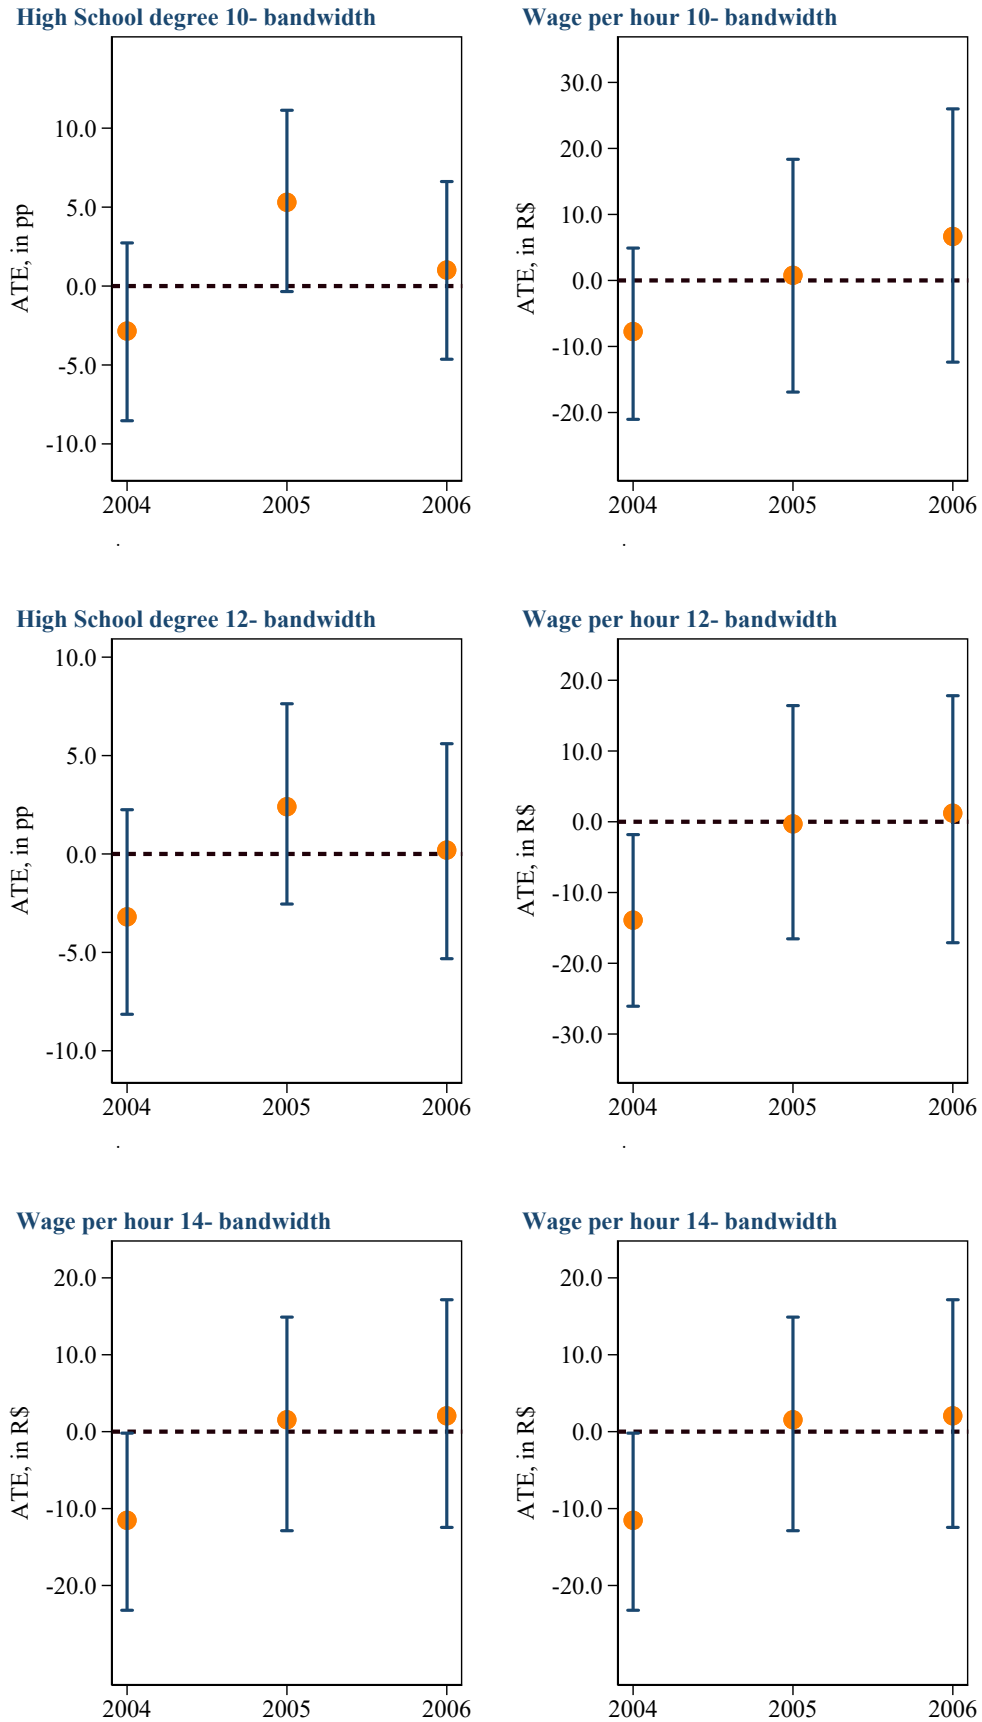 High School degree 10- bandwidth
ATE, in pp
10.0
5.0
0.0
-5.0
-10.0
2004 2005 2006
.
Wage per hour 10- bandwidth
ATE, in R$
30.0
20.0
10.0
0.0
-10.0
-20.0
2004 2005 2006
.
High School degree 12- bandwidth
ATE, in pp
10.0
5.0
0.0
-5.0
-10.0
2004 2005 2006
.
Wage per hour 12- bandwidth
ATE, in R$
20.0
10.0
0.0
-10.0
-20.0
-30.0
2004 2005 2006
.
Wage per hour 14- bandwidth
ATE, in R$
20.0
10.0
0.0
-10.0
-20.0
2004 2005 2006
Wage per hour 14- bandwidth
ATE, in R$
20.0
10.0
0.0
-10.0
-20.0
2004 2005 2006